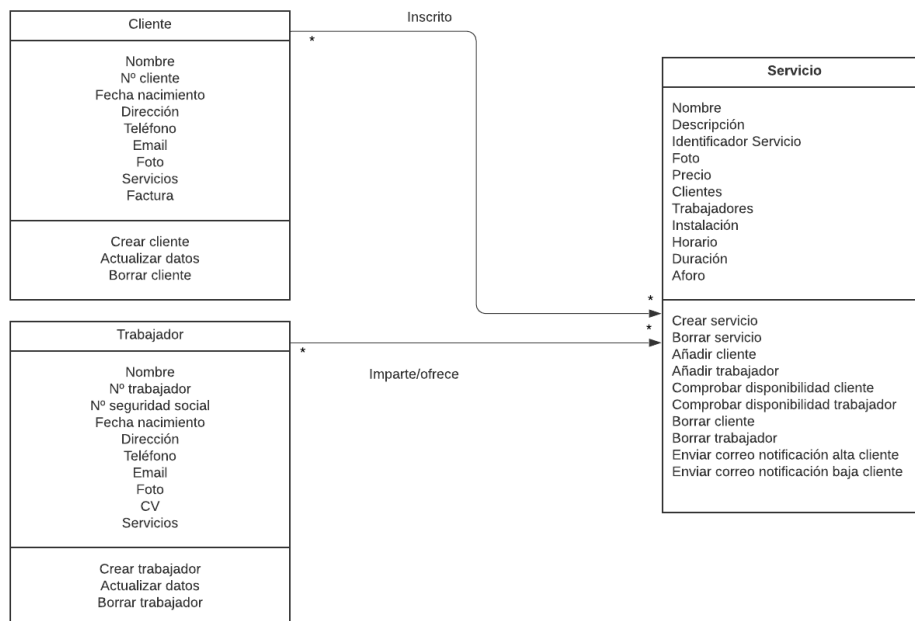 Cliente
Nombre
Nº cliente
Fecha nacimiento
Dirección
Teléfono
Email
Foto
Servicios
Factura
Crear cliente
Actualizar datos
Borrar cliente
Inscrito
*
*
Servicio
Nombre
Descripción
Identificador Servicio
Foto
Precio
Clientes
Trabajadores
Instalación
Horario
Duración
Aforo
Crear servicio
Borrar servicio
Añadir cliente
Añadir trabajador
Comprobar disponibilidad cliente
Comprobar disponibilidad trabajador
Borrar cliente
Borrar trabajador
Enviar correo notificación alta cliente
Enviar correo notificación baja cliente
Trabajador
Nombre
Nº trabajador
Nº seguridad social
Fecha nacimiento
Dirección
Teléfono
Email
Foto
CV
Servicios
Crear trabajador
Actualizar datos
Borrar trabajador
*
*
Imparte/ofrece